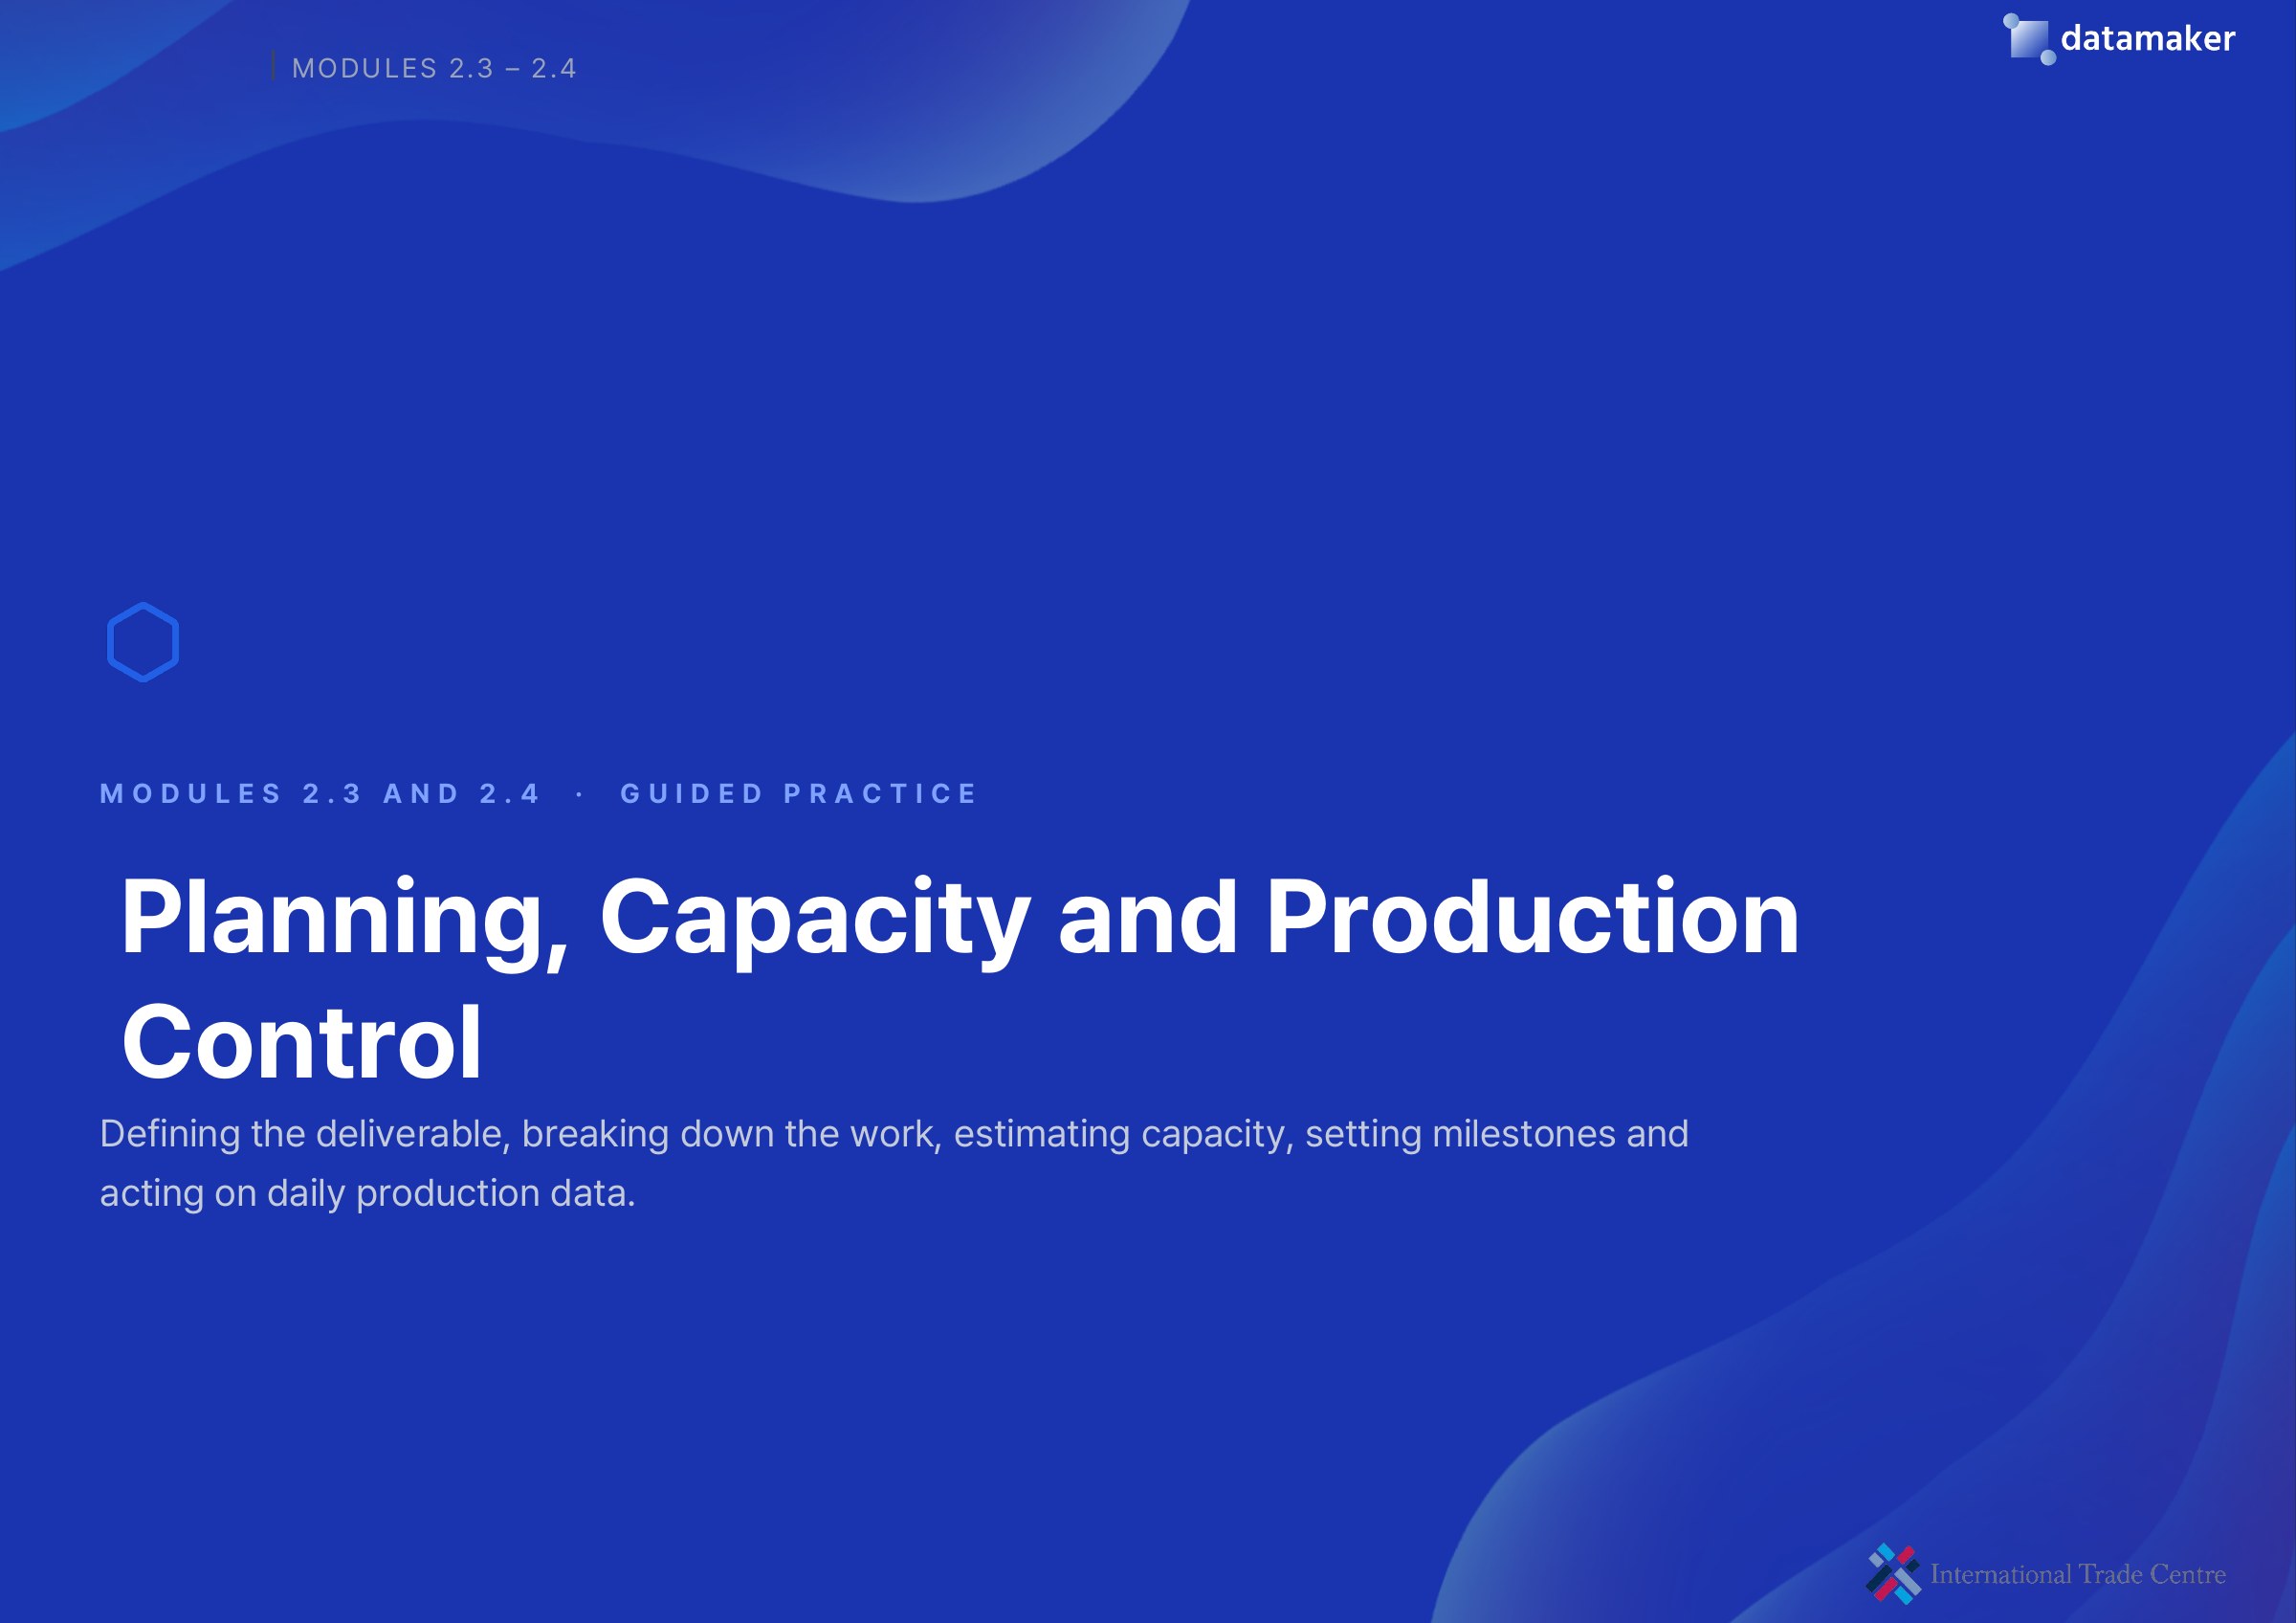 MODULES 2.3 – 2.4
datamaker
MODULES 2.3 AND 2.4 · GUIDED PRACTICE
Planning, Capacity and Production
Control
Defining the deliverable, breaking down the work, estimating capacity, setting milestones and
acting on daily production data.
International Trade Centre